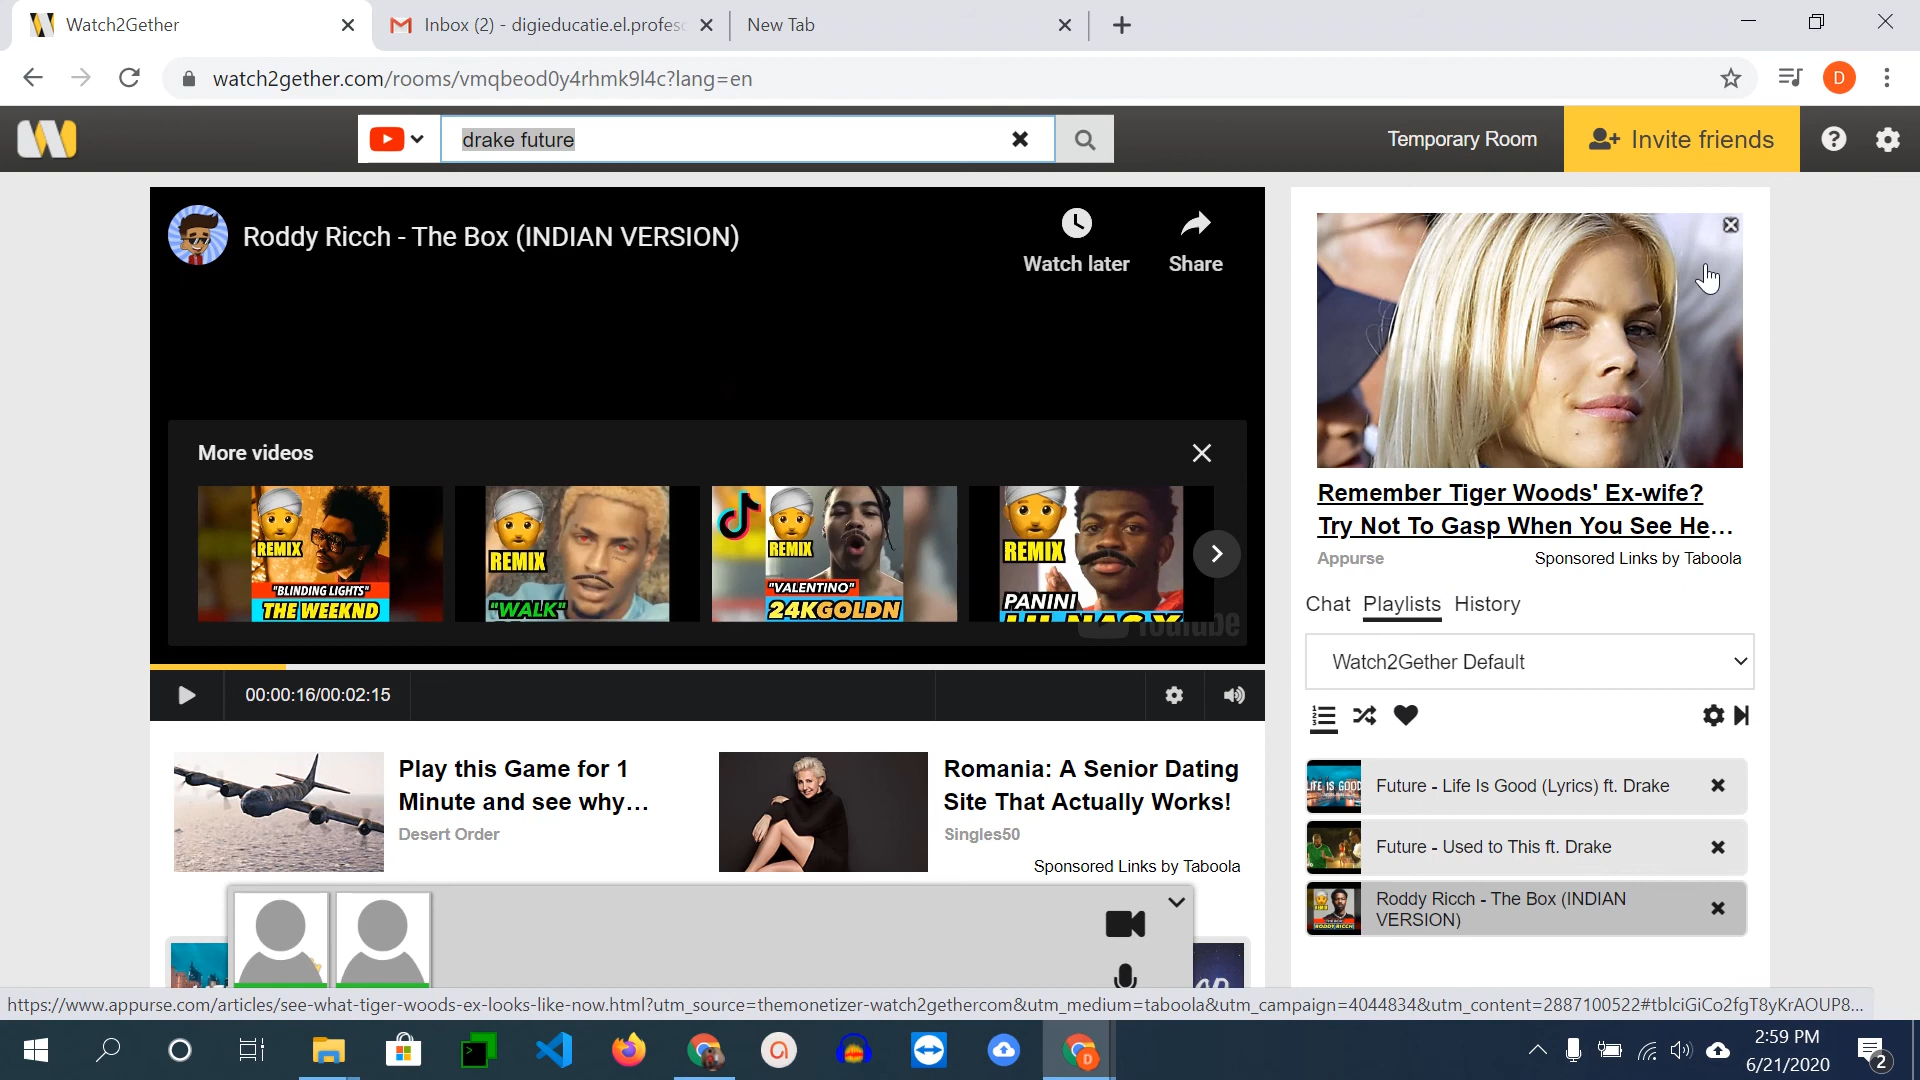 Watch2Gether
Inbox (2) - digieducatie.el.profeso
New Tab
watch2gether.com/rooms/vmqbeod0y4rhmk9l4c?lang=en
drake future
Temporary Room
Invite friends
Roddy Ricch - The Box (INDIAN VERSION)
Watch later
Share
More videos
REMIX
"BLINDING LIGHTS"
THE WEEKND
REMIX
"WALK"
REMIX
"VALENTINO"
24KGOLDN
REMIX
PANINI
LIL NAS X
YouTube
00:00:16/00:02:15
Play this Game for 1
Minute and see why...
Desert Order
Romania: A Senior Dating
Site That Actually Works!
Singles50
Sponsored Links by Taboola
Remember Tiger Woods' Ex-wife?
Try Not To Gasp When You See He...
Appurse
Sponsored Links by Taboola
Chat Playlists History
Watch2Gether Default
Future - Life Is Good (Lyrics) ft. Drake
Future - Used to This ft. Drake
Roddy Ricch - The Box (INDIAN
VERSION)
https://www.appurse.com/articles/see-what-tiger-woods-ex-looks-like-now.html?utm_source=themonetizer-watch2gethercom&utm_medium=taboola&utm_campaign=4044834&utm_content=2887100522#tblciGiCo2fgT8yKrAOUP8...
2:59 PM
6/21/2020
2